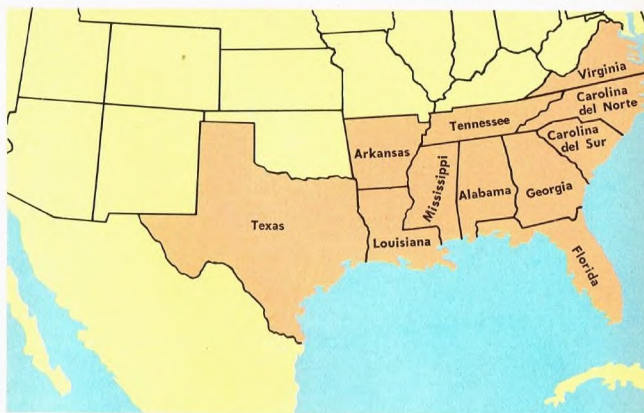 Virginia
Carolina
del Norte
Tennessee
Carolina
del Sur
Arkansas
Mississippi
Alabama
Georgia
Texas
Louisiana
Florida